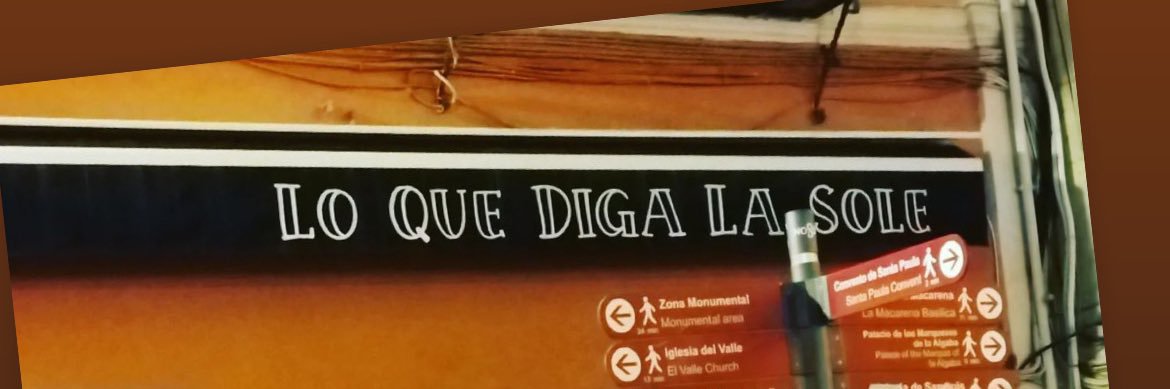 LO QUE DIGA LA SOLE
Convento de Santa Paula
Santa Paula Convent
Zona Monumental
Monumental area
Macarena
La Macarena Basilica
Iglesia del Valle
El Valle Church
Palacio de los Marqueses
de la Algaba
Palace of the Marquis of
la Algaba